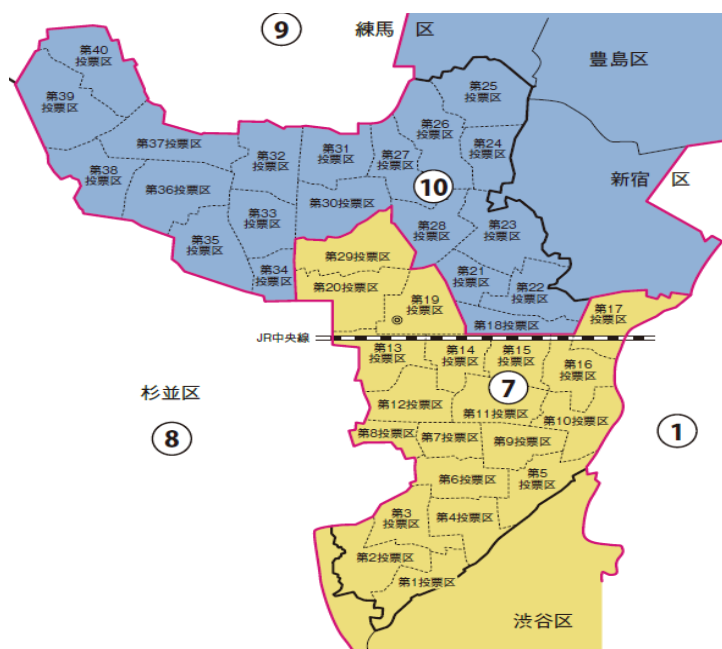 ⑨
練馬 区
豊島区
第40
投票区
第25
投票区
第39
投票区
第26
投票区
第37投票区
第31
投票区
第32
投票区
第27
投票区
第24
投票区
第38
投票区
第36投票区
⑩
新宿 区
第30投票区
第33
投票区
第28
投票区
第23
投票区
第35
投票区
第29投票区
第34
投票区
第21
投票区
第20投票区
第22
投票区
第19
投票区
第17
投票区
第18投票区
JR中央線
第13
投票区
第14
投票区
第15
投票区
第16
投票区
杉並区
⑦
第12投票区
第11投票区
第10投票区
⑧
第8投票区
第7投票区
第9投票区
①
第6投票区
第5
投票区
第3
投票区
第4投票区
第2投票区
第1投票区
渋谷区